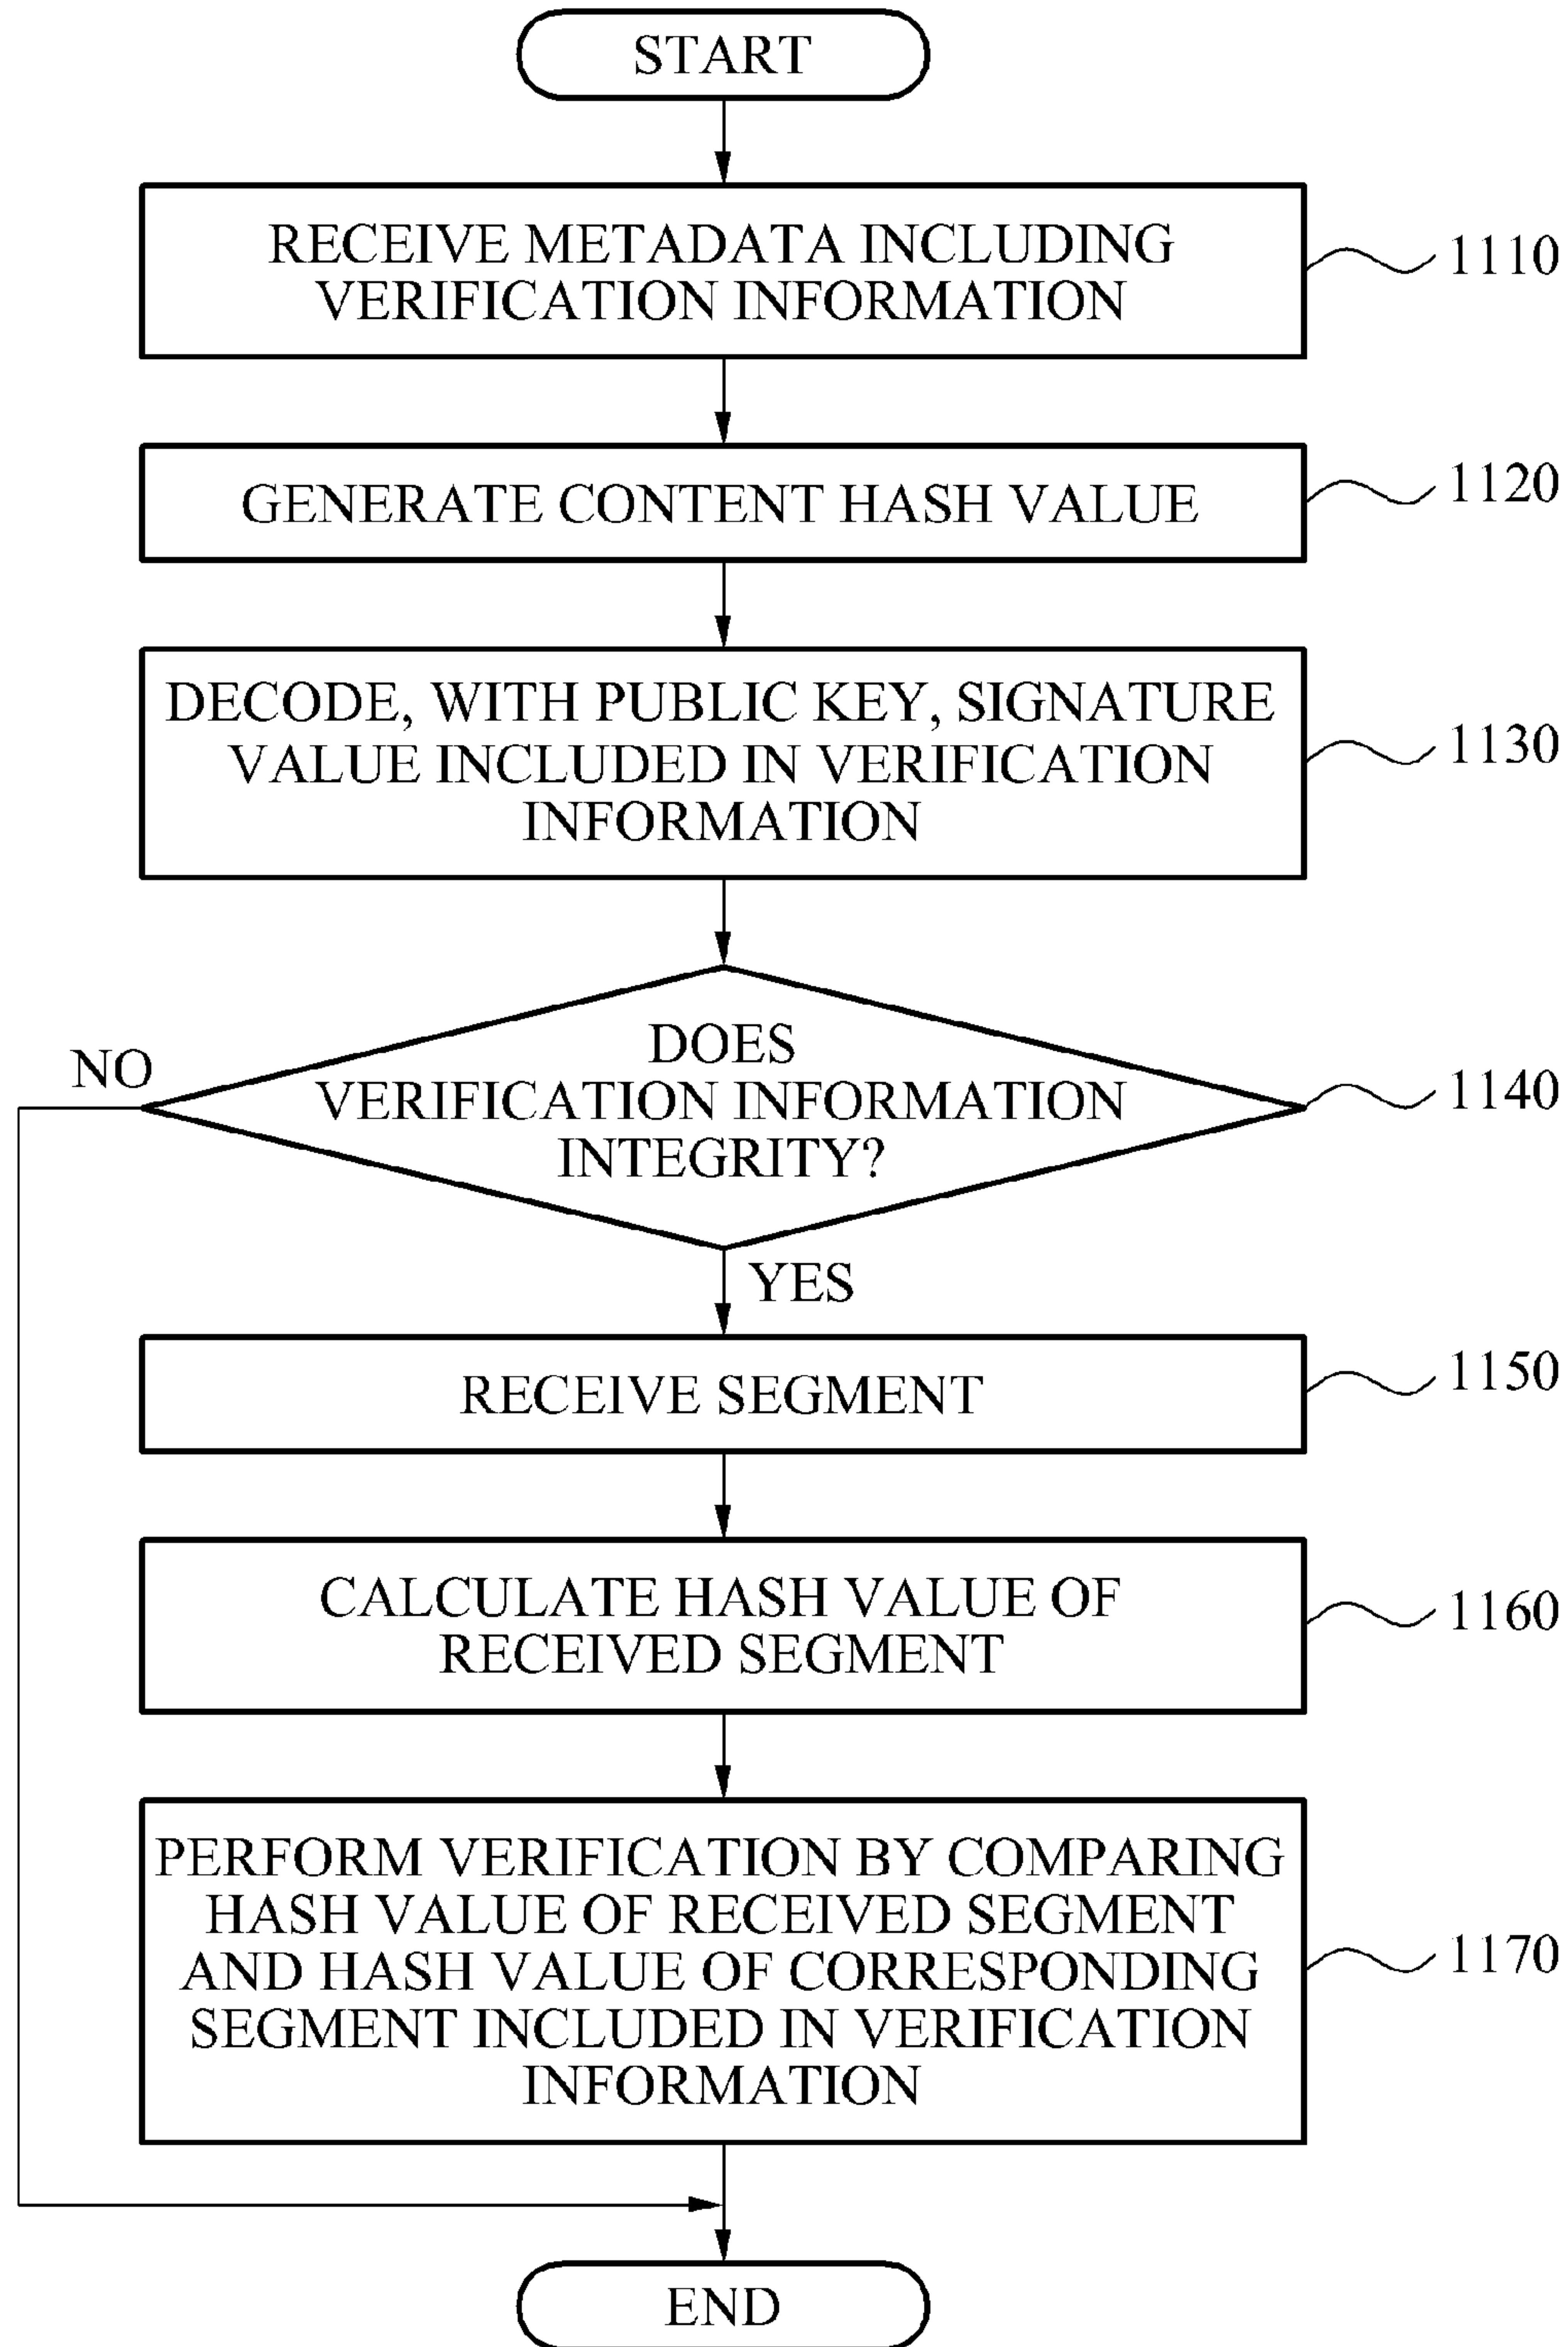 START
RECEIVE METADATA INCLUDING
VERIFICATION INFORMATION
1110
GENERATE CONTENT HASH VALUE
1120
DECODE, WITH PUBLIC KEY, SIGNATURE
VALUE INCLUDED IN VERIFICATION
INFORMATION
1130
DOES
VERIFICATION INFORMATION
INTEGRITY?
1140
NO
YES
RECEIVE SEGMENT
1150
CALCULATE HASH VALUE OF
RECEIVED SEGMENT
1160
PERFORM VERIFICATION BY COMPARING
HASH VALUE OF RECEIVED SEGMENT
AND HASH VALUE OF CORRESPONDING
SEGMENT INCLUDED IN VERIFICATION
INFORMATION
1170
END